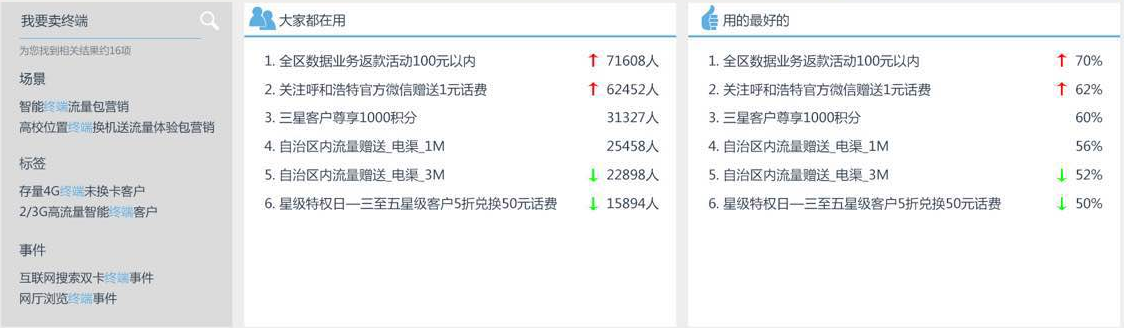 我要卖终端
为您找到相关结果约16项
场景
智能终端流量包营销
高校位置终端换机送流量体验包营销
标签
存量4G终端未换卡客户
2/3G高流量智能终端客户
事件
互联网搜索双卡终端事件
网厅浏览终端事件
大家都在用
1. 全区数据业务返款活动100元以内 ↑ 71608人
2. 关注呼和浩特官方微信赠送1元话费 ↑ 62452人
3. 三星客户尊享1000积分 31327人
4. 自治区内流量赠送_电渠_1M 25458人
5. 自治区内流量赠送_电渠_3M ↓ 22898人
6. 星级特权日—三至五星级客户5折兑换50元话费 ↓ 15894人
用的最好的
1. 全区数据业务返款活动100元以内 ↑ 70%
2. 关注呼和浩特官方微信赠送1元话费 ↑ 62%
3. 三星客户尊享1000积分 60%
4. 自治区内流量赠送_电渠_1M 56%
5. 自治区内流量赠送_电渠_3M ↓ 52%
6. 星级特权日—三至五星级客户5折兑换50元话费 ↓ 50%